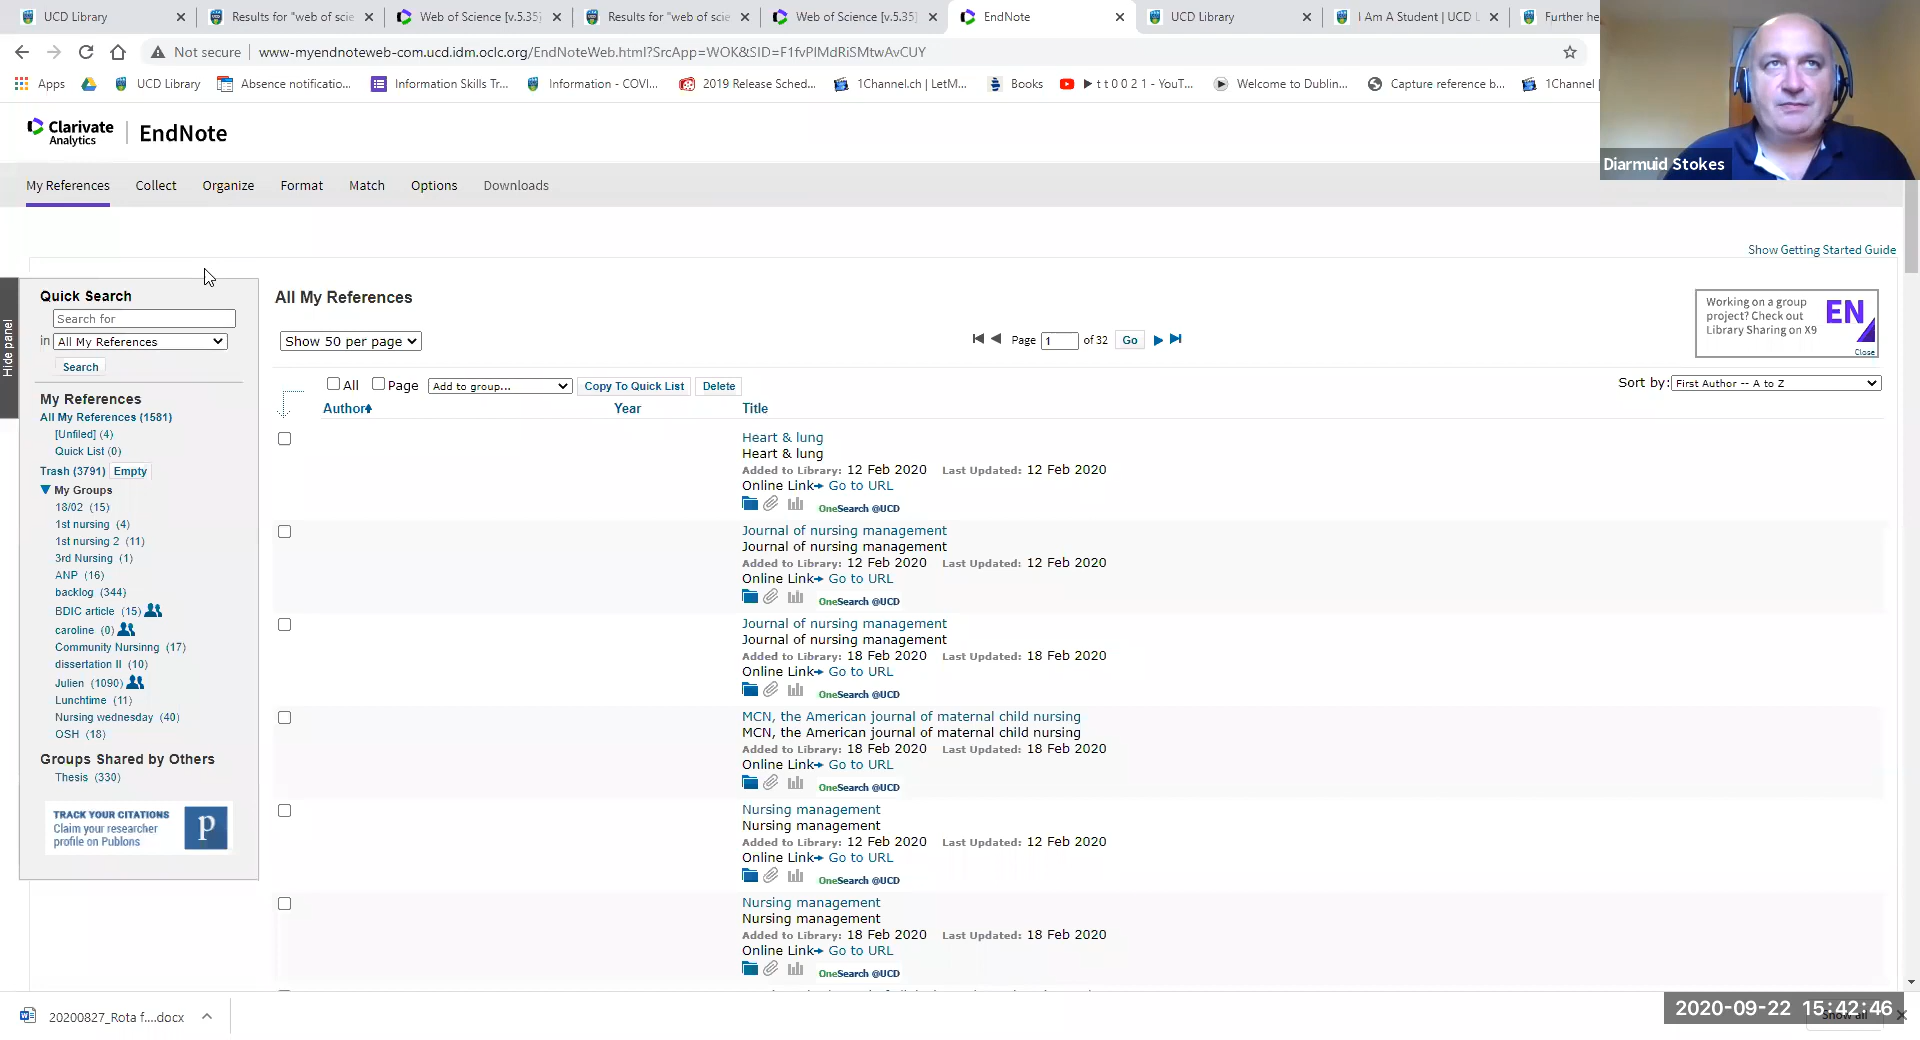 UCD Library
Results for "web of scie
Web of Science [v.5.35]
Results for "web of scie
Web of Science [v.5.35]
EndNote
UCD Library
I Am A Student | UCD L
Further he
Not secure | www-myendnoteweb-com.ucd.idm.oclc.org/EndNoteWeb.html?SrcApp=WOK&SID=F1fvPlMdRiSMtwAvCUY
Apps
UCD Library
Absence notificatio...
Information Skills Tr...
Information - COVI...
2019 Release Sched...
1Channel.ch | LetM...
Books
▶ t t 0 0 2 1 - YouT...
Welcome to Dublin...
Capture reference b...
1Channel
Clarivate
Analytics
EndNote
Diarmuid Stokes
My References
Collect
Organize
Format
Match
Options
Downloads
Show Getting Started Guide
Hide panel
Quick Search
Search for
in All My References
Search
My References
All My References (1581)
[Unfiled] (4)
Quick List (0)
Trash (3791) Empty
My Groups
18/02 (15)
1st nursing (4)
1st nursing 2 (11)
3rd Nursing (1)
ANP (16)
backlog (344)
BDIC article (15)
caroline (0)
Community Nursinng (17)
dissertation II (10)
Julien (1090)
Lunchtime (11)
Nursing wednesday (40)
OSH (18)
Groups Shared by Others
Thesis (330)
TRACK YOUR CITATIONS
Claim your researcher
profile on Publons
p
All My References
Show 50 per page
Page 1 of 32 Go
Working on a group
project? Check out
Library Sharing on X9
EN
Close
All Page Add to group... Copy To Quick List Delete
Sort by: First Author -- A to Z
Author Year Title
Heart & lung
Heart & lung
Added to Library: 12 Feb 2020 Last Updated: 12 Feb 2020
Online Link Go to URL
OneSearch @UCD
Journal of nursing management
Journal of nursing management
Added to Library: 12 Feb 2020 Last Updated: 12 Feb 2020
Online Link Go to URL
OneSearch @UCD
Journal of nursing management
Journal of nursing management
Added to Library: 18 Feb 2020 Last Updated: 18 Feb 2020
Online Link Go to URL
OneSearch @UCD
MCN, the American journal of maternal child nursing
MCN, the American journal of maternal child nursing
Added to Library: 18 Feb 2020 Last Updated: 18 Feb 2020
Online Link Go to URL
OneSearch @UCD
Nursing management
Nursing management
Added to Library: 12 Feb 2020 Last Updated: 12 Feb 2020
Online Link Go to URL
OneSearch @UCD
Nursing management
Nursing management
Added to Library: 18 Feb 2020 Last Updated: 18 Feb 2020
Online Link Go to URL
OneSearch @UCD
20200827_Rota f....docx
2020-09-22 15:42:46
Show all